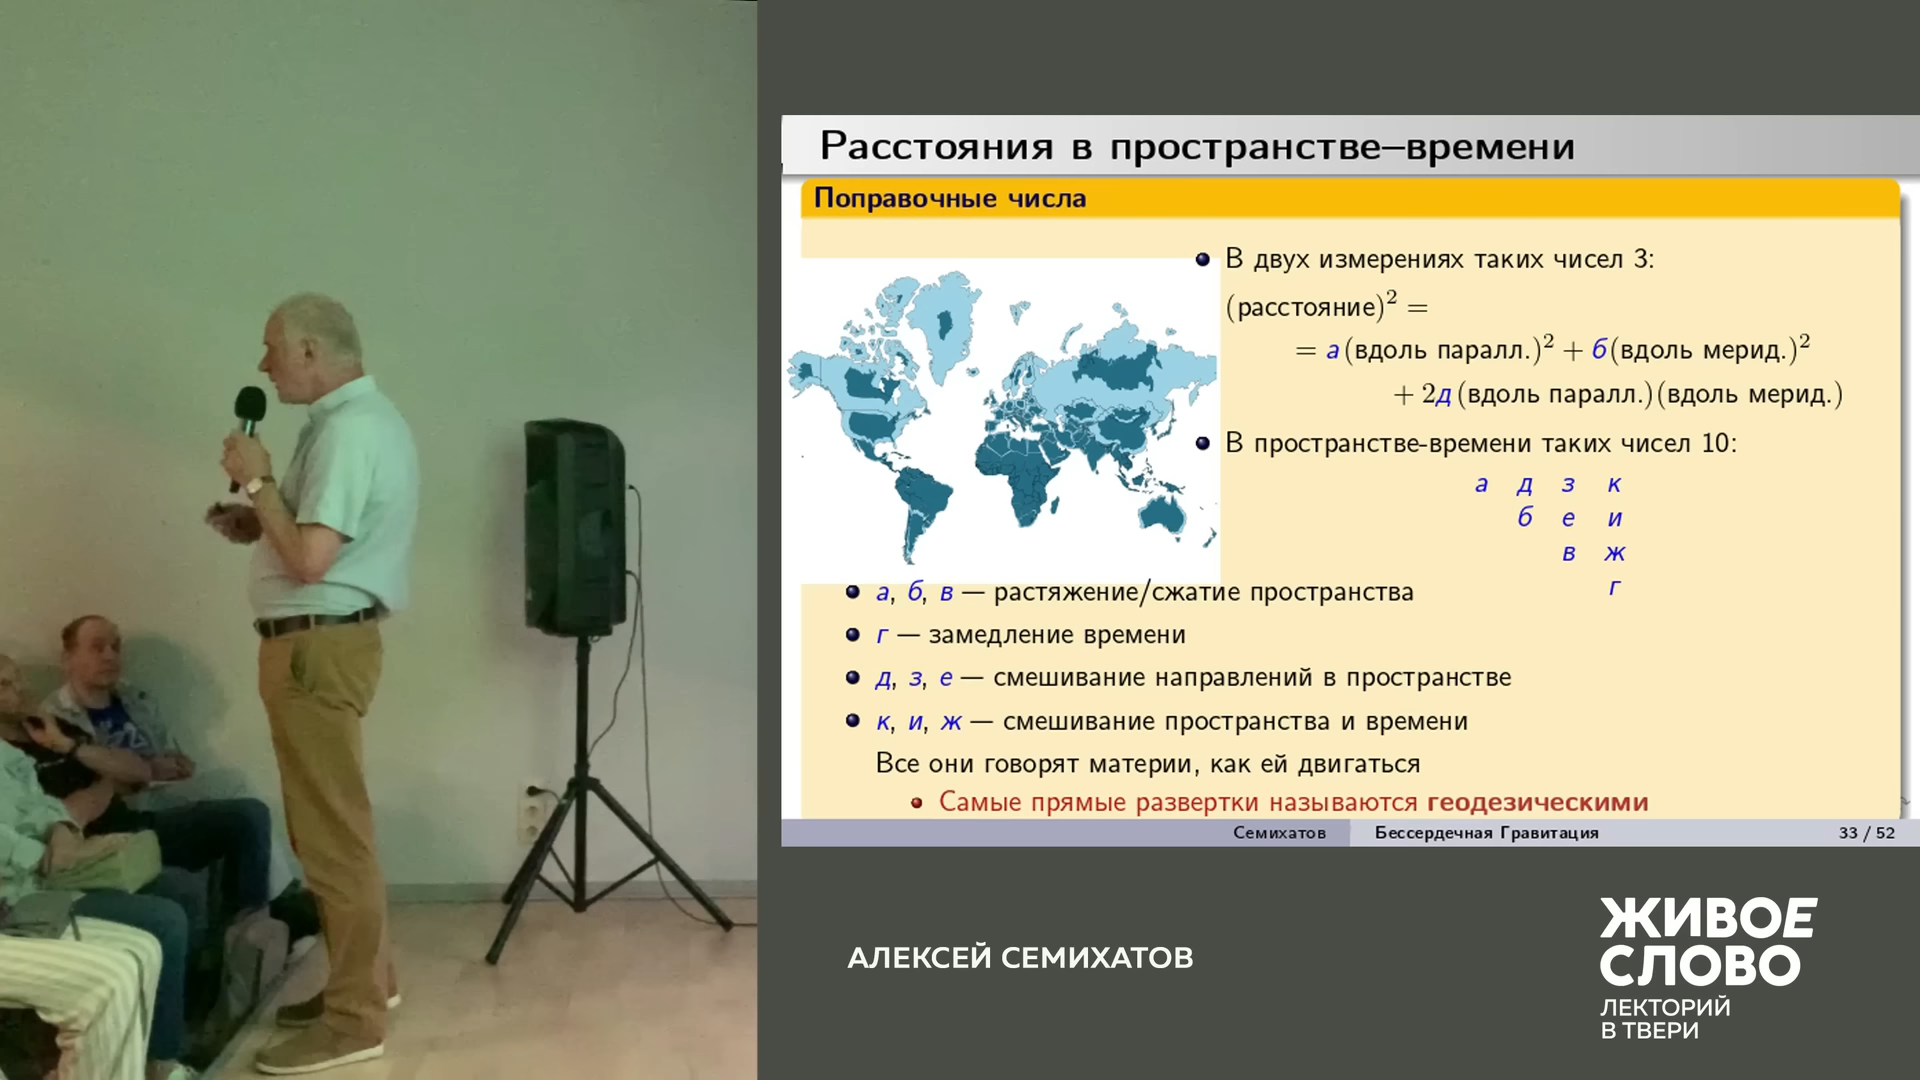 Расстояния в пространстве–времени
Поправочные числа
В двух измерениях таких чисел 3:
(расстояние)² =
= а(вдоль паралл.)² + б(вдоль мерид.)²
+ 2д(вдоль паралл.)(вдоль мерид.)
В пространстве-времени таких чисел 10:
а д з к
б е и
в ж
г
а, б, в — растяжение/сжатие пространства
г — замедление времени
д, з, е — смешивание направлений в пространстве
к, и, ж — смешивание пространства и времени
Все они говорят материи, как ей двигаться
Самые прямые развертки называются геодезическими
Семихатов Бессердечная Гравитация 33 / 52
АЛЕКСЕЙ СЕМИХАТОВ
ЖИВОЕ
СЛОВО
ЛЕКТОРИЙ
В ТВЕРИ